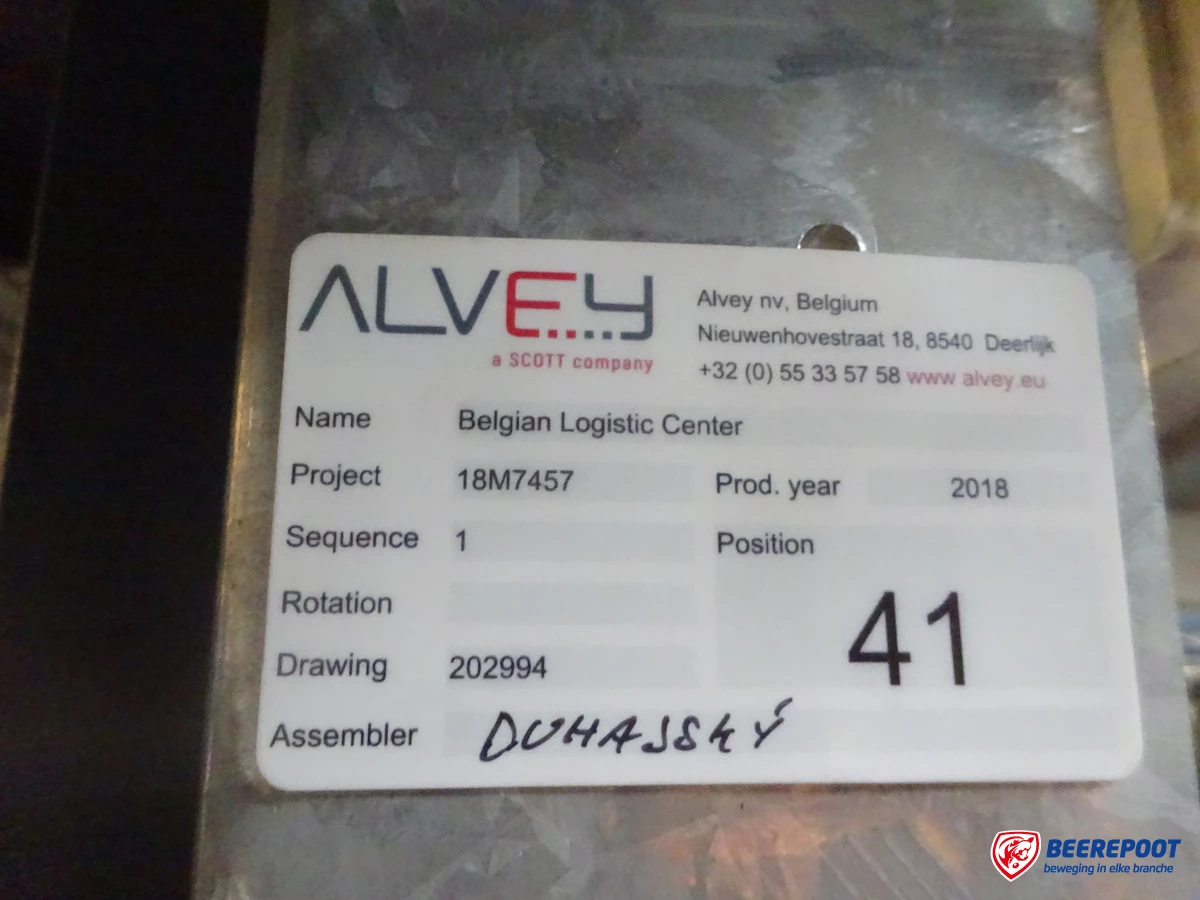 ALVEY
a SCOTT company
Alvey nv, Belgium
Nieuwenhovestraat 18, 8540 Deerlijk
+32 (0) 55 33 57 58 www alvey.eu
Name Belgian Logistic Center
Project 18M7457 Prod. year 2018
Sequence 1 Position
41
Rotation
Drawing 202994
Assembler DUHAJSKÝ
BEEREPOOT
beweging in elke branche